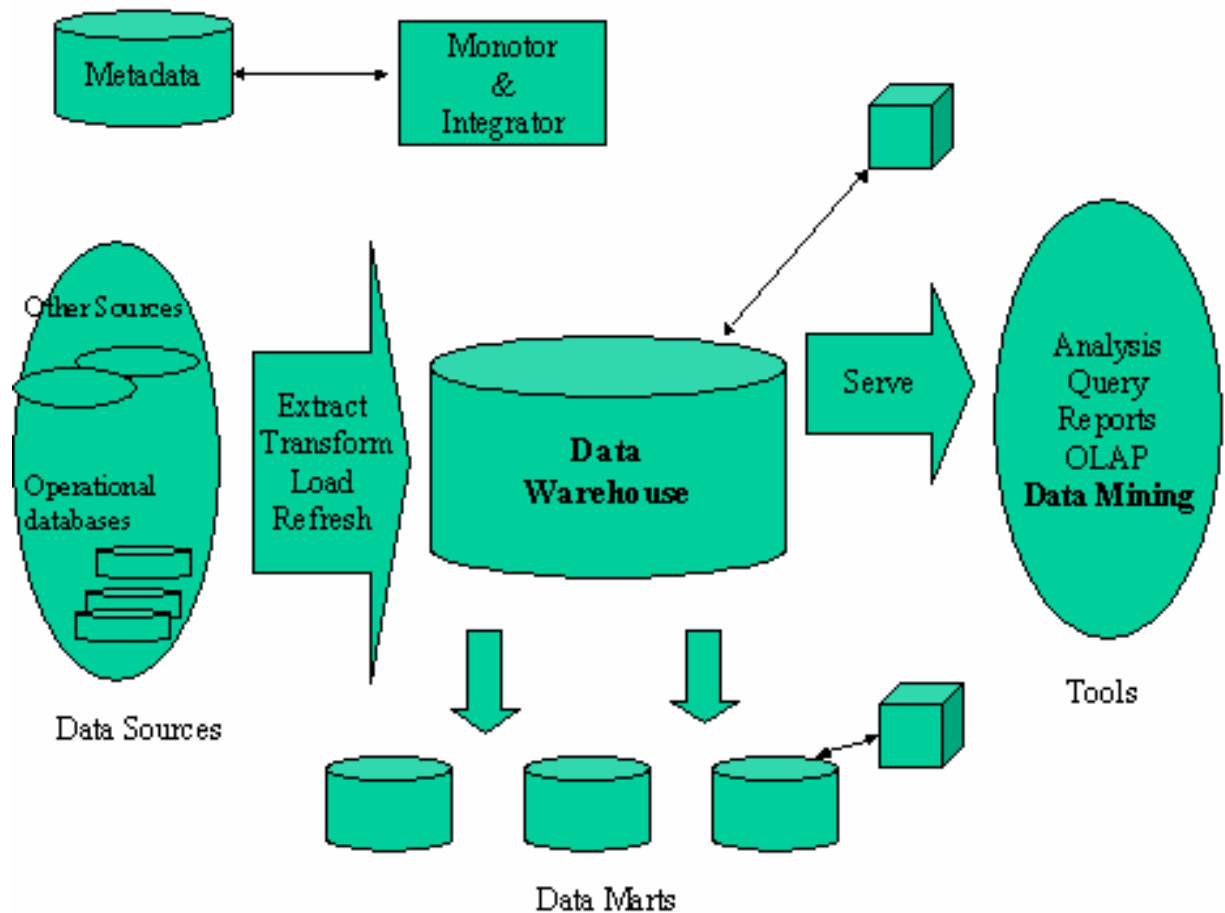 Metadata
Monotor
&
Integrator
Other Sources
Operational
databases
Data Sources
Extract
Transform
Load
Refresh
Data
Warehouse
Serve
Analysis
Query
Reports
OLAP
Data Mining
Tools
Data Marts